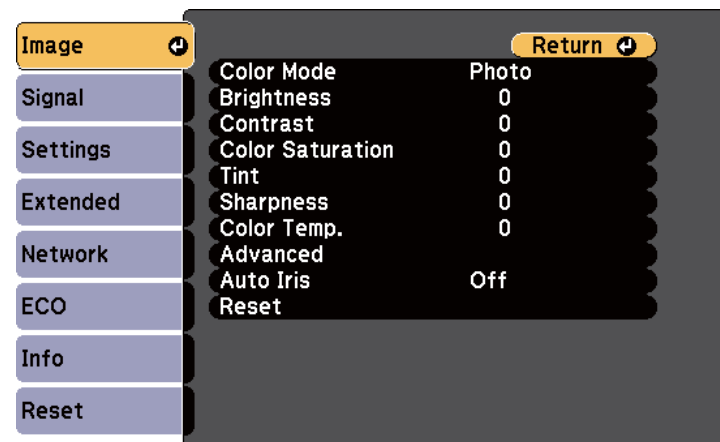 Image
Signal
Settings
Extended
Network
ECO
Info
Reset
Return
Color Mode Photo
Brightness 0
Contrast 0
Color Saturation 0
Tint 0
Sharpness 0
Color Temp. 0
Advanced
Auto Iris Off
Reset